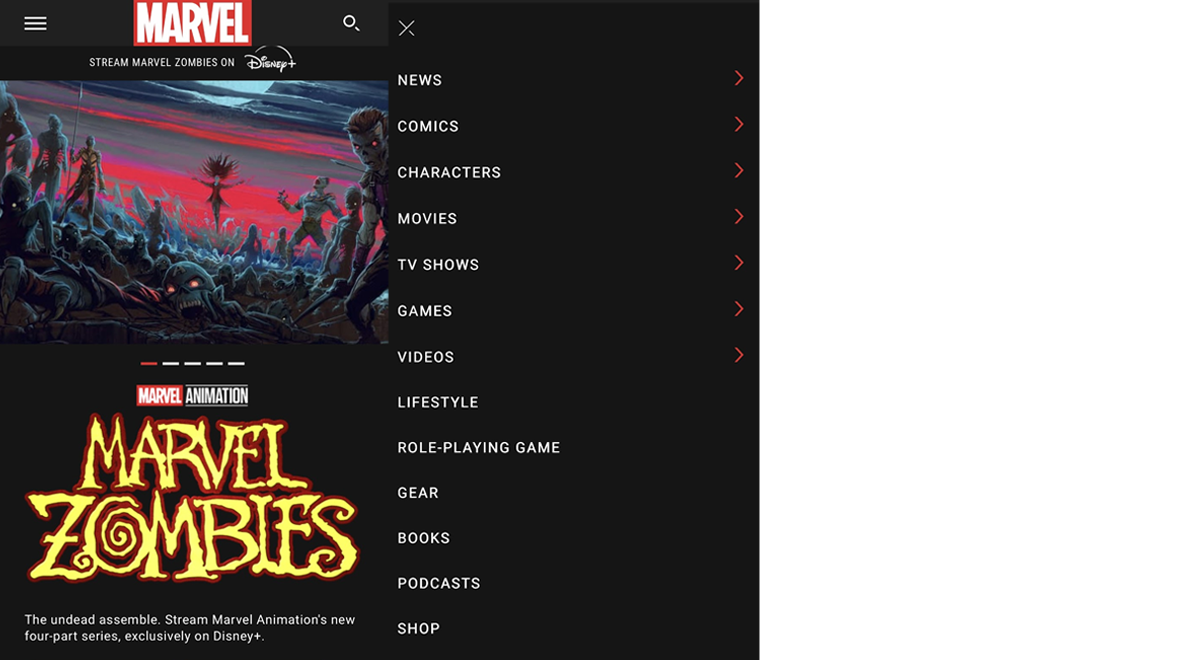 MARVEL
STREAM MARVEL ZOMBIES ON Disney+
MARVEL ANIMATION
MARVEL
ZOMBIES
The undead assemble. Stream Marvel Animation's new
four-part series, exclusively on Disney+.
NEWS
COMICS
CHARACTERS
MOVIES
TV SHOWS
GAMES
VIDEOS
LIFESTYLE
ROLE-PLAYING GAME
GEAR
BOOKS
PODCASTS
SHOP